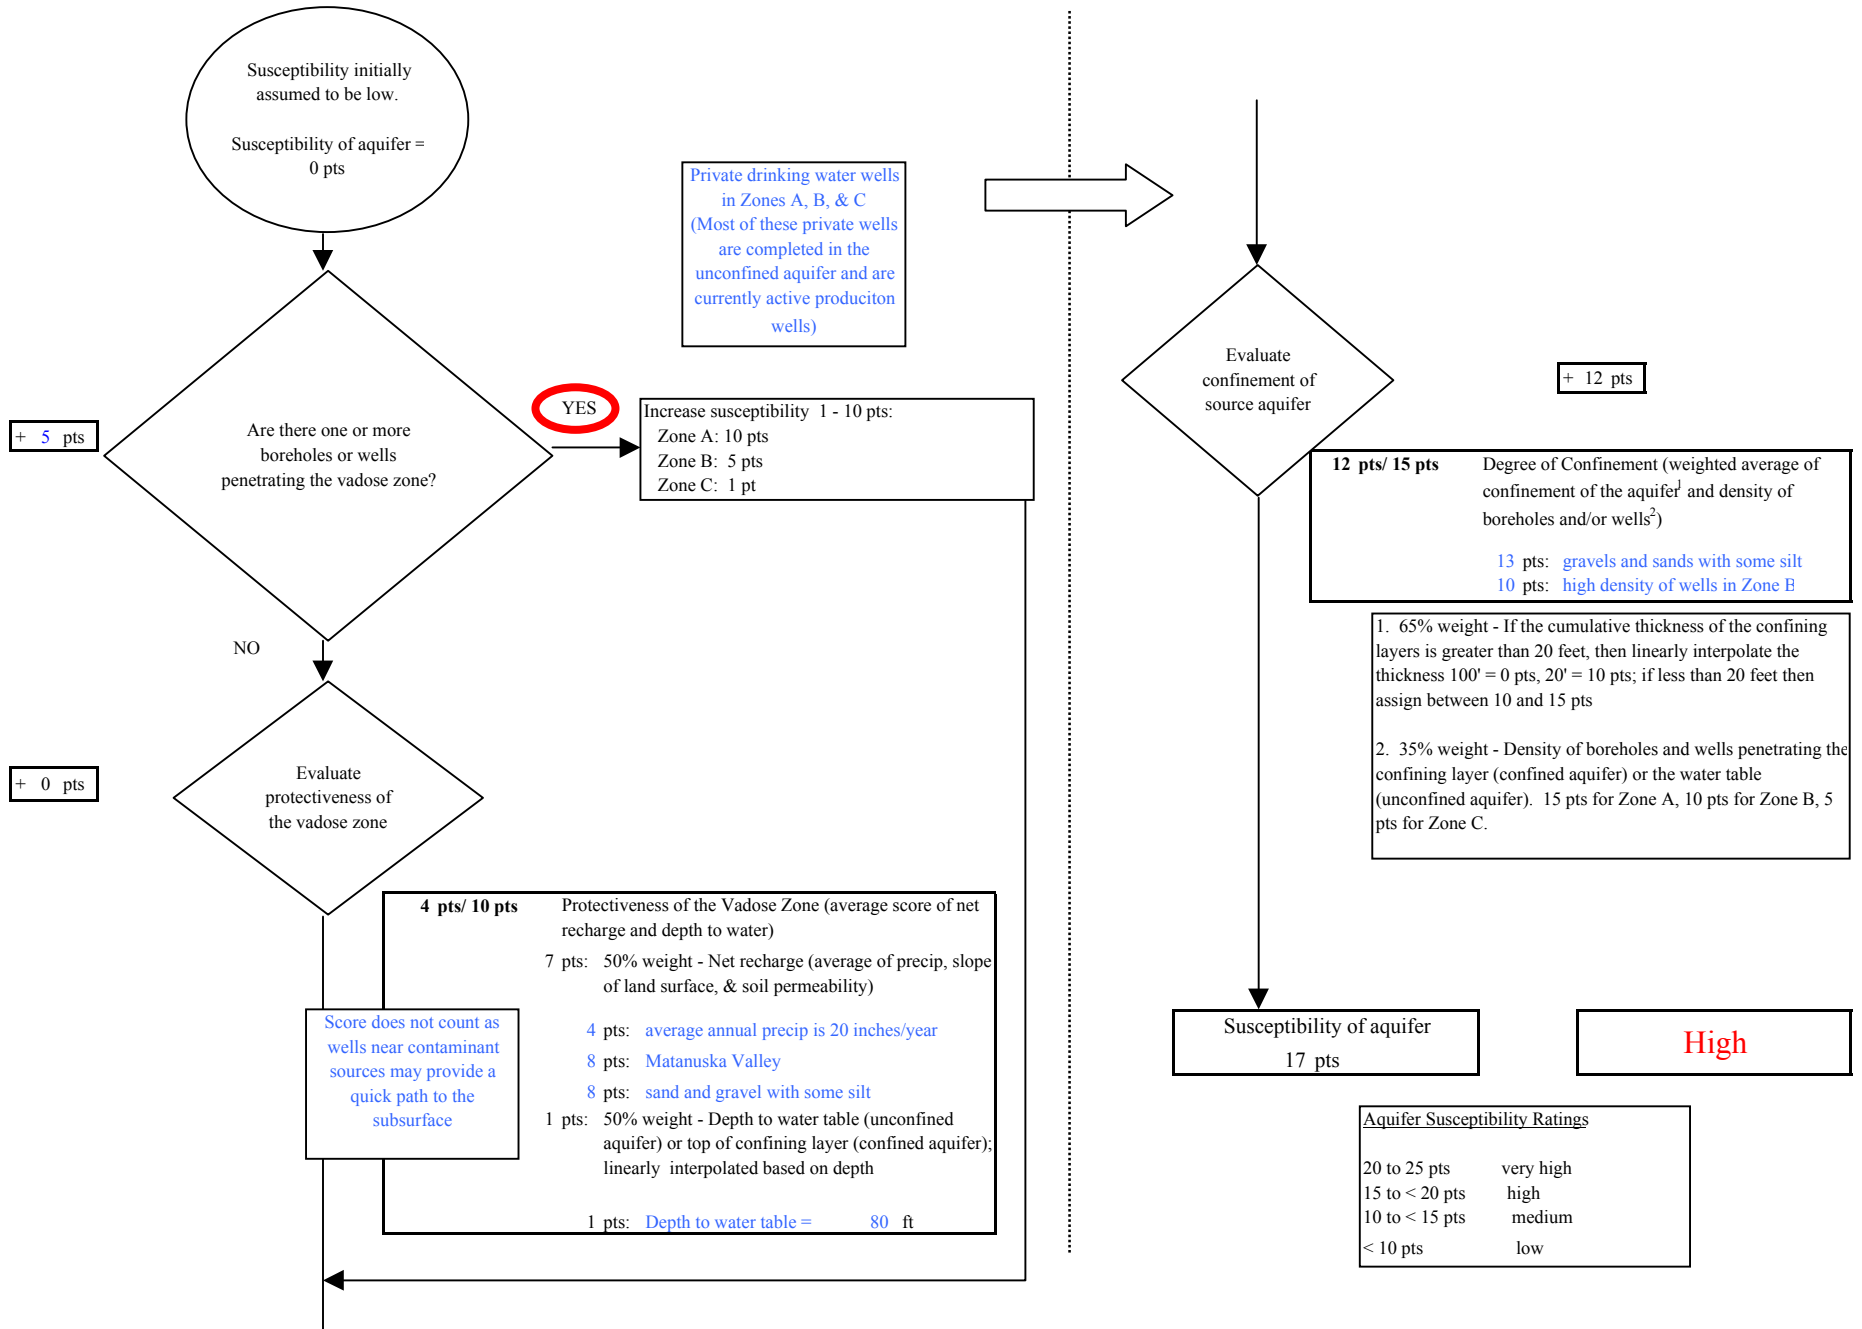 Susceptibility initially
assumed to be low.
Susceptibility of aquifer =
0 pts
Private drinking water wells
in Zones A, B, & C
(Most of these private wells
are completed in the
unconfined aquifer and are
currently active produciton
wells)
YES
+ 5 pts
Are there one or more
boreholes or wells
penetrating the vadose zone?
Increase susceptibility 1 - 10 pts:
Zone A: 10 pts
Zone B: 5 pts
Zone C: 1 pt
NO
+ 0 pts
Evaluate
protectiveness of
the vadose zone
4 pts/ 10 pts Protectiveness of the Vadose Zone (average score of net
recharge and depth to water)
7 pts: 50% weight - Net recharge (average of precip, slope
of land surface, & soil permeability)
4 pts: average annual precip is 20 inches/year
8 pts: Matanuska Valley
8 pts: sand and gravel with some silt
1 pts: 50% weight - Depth to water table (unconfined
aquifer) or top of confining layer (confined aquifer);
linearly interpolated based on depth
1 pts: Depth to water table = 80 ft
Score does not count as
wells near contaminant
sources may provide a
quick path to the
subsurface
Evaluate
confinement of
source aquifer
+ 12 pts
12 pts/ 15 pts Degree of Confinement (weighted average of
confinement of the aquifer1 and density of
boreholes and/or wells2)
13 pts: gravels and sands with some silt
10 pts: high density of wells in Zone B
1. 65% weight - If the cumulative thickness of the confining
layers is greater than 20 feet, then linearly interpolate the
thickness 100' = 0 pts, 20' = 10 pts; if less than 20 feet then
assign between 10 and 15 pts
2. 35% weight - Density of boreholes and wells penetrating the
confining layer (confined aquifer) or the water table
(unconfined aquifer). 15 pts for Zone A, 10 pts for Zone B, 5
pts for Zone C.
Susceptibility of aquifer
17 pts
High
Aquifer Susceptibility Ratings
20 to 25 pts very high
15 to < 20 pts high
10 to < 15 pts medium
< 10 pts low